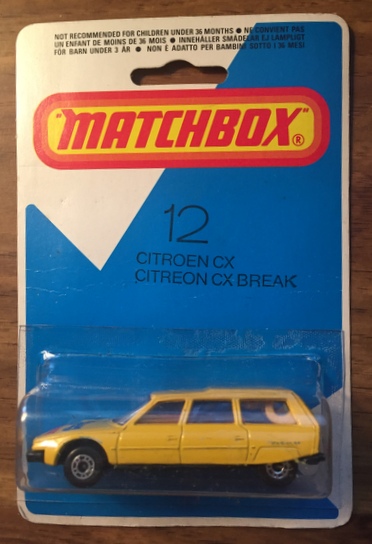 NOT RECOMMENDED FOR CHILDREN UNDER 36 MONTHS ● NE CONVIENT PAS
UN ENFANT DE MOINS DE 36 MOIS ● INNEHÅLLER SMÅDELAR EJ LÄMPLIGT
FÖR BARN UNDER 3 ÅR ● NON E ADATTO PER BAMBINI SOTTO I 36 MESI
"MATCHBOX"®
12
CITROEN CX
CITREON CX BREAK